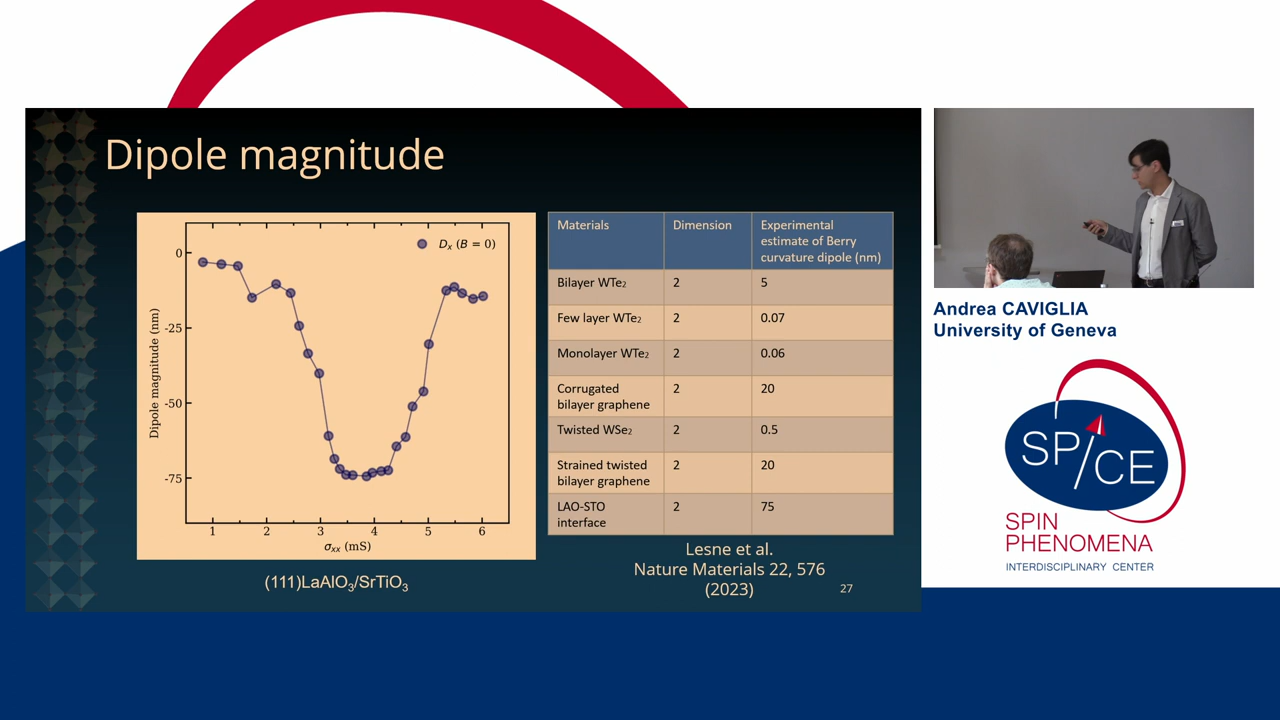 Dipole magnitude
Dₓ (B = 0)
0
-25
-50
-75
Dipole magnitude (nm)
1 2 3 4 5 6
σₓₓ (mS)
(111)LaAlO₃/SrTiO₃
Materials Dimension Experimental
estimate of Berry
curvature dipole (nm)
Bilayer WTe₂ 2 5
Few layer WTe₂ 2 0.07
Monolayer WTe₂ 2 0.06
Corrugated 2 20
bilayer graphene
Twisted WSe₂ 2 0.5
Strained twisted 2 20
bilayer graphene
LAO-STO 2 75
interface
Lesne et al.
Nature Materials 22, 576
(2023)
27
Andrea CAVIGLIA
University of Geneva
SP/CE
SPIN
PHENOMENA
INTERDISCIPLINARY CENTER